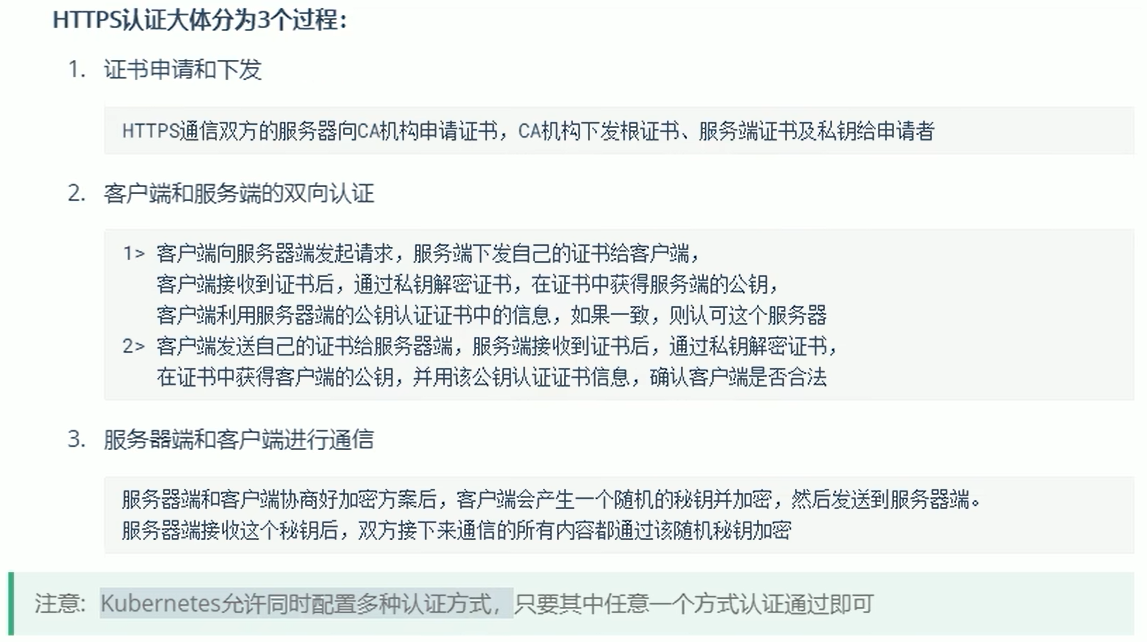 HTTPS认证大体分为3个过程：
1. 证书申请和下发
HTTPS通信双方的服务器向CA机构申请证书，CA机构下发根证书、服务端证书及私钥给申请者
2. 客户端和服务端的双向认证
1> 客户端向服务器端发起请求，服务端下发自己的证书给客户端，
客户端接收到证书后，通过私钥解密证书，在证书中获得服务端的公钥，
客户端利用服务器端的公钥认证证书中的信息，如果一致，则认可这个服务器
2> 客户端发送自己的证书给服务器端，服务端接收到证书后，通过私钥解密证书，
在证书中获得客户端的公钥，并用该公钥认证证书信息，确认客户端是否合法
3. 服务器端和客户端进行通信
服务器端和客户端协商好加密方案后，客户端会产生一个随机的秘钥并加密，然后发送到服务器端。
服务器端接收这个秘钥后，双方接下来通信的所有内容都通过该随机秘钥加密
注意: Kubernetes允许同时配置多种认证方式，只要其中任意一个方式认证通过即可